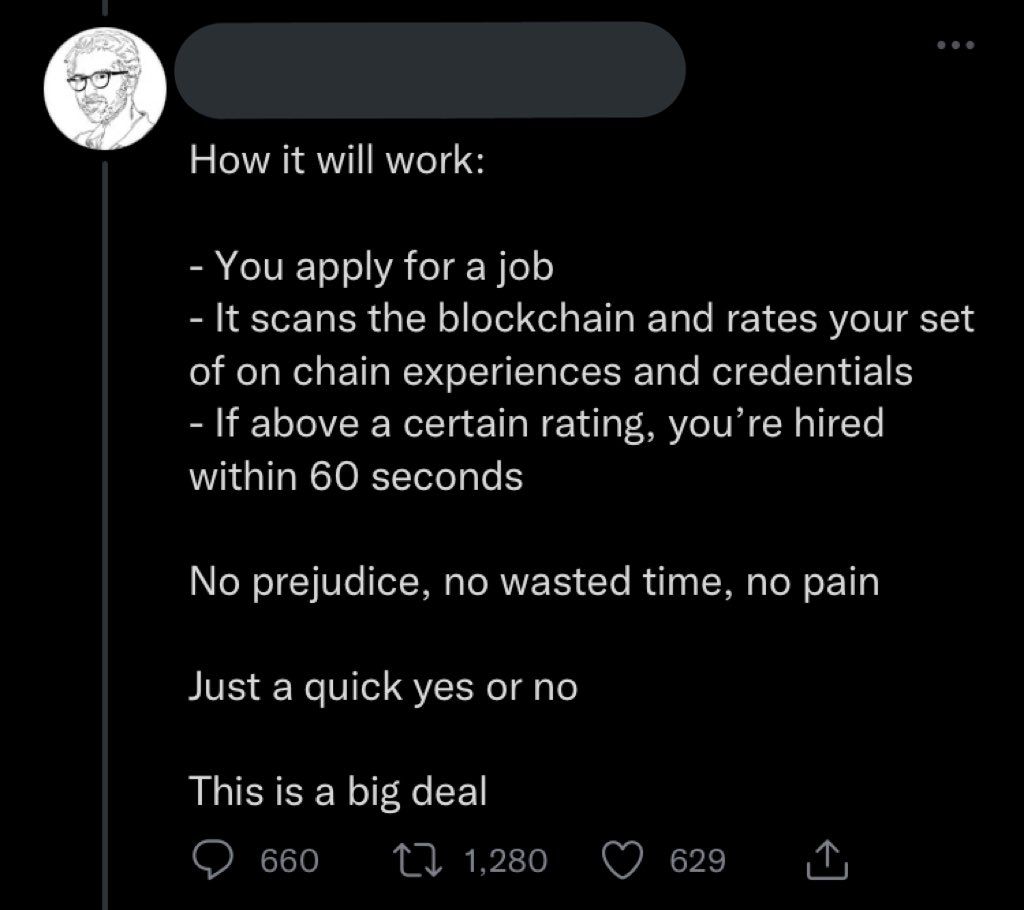 How it will work:
- You apply for a job
- It scans the blockchain and rates your set
of on chain experiences and credentials
- If above a certain rating, you’re hired
within 60 seconds
No prejudice, no wasted time, no pain
Just a quick yes or no
This is a big deal
660 1,280 629